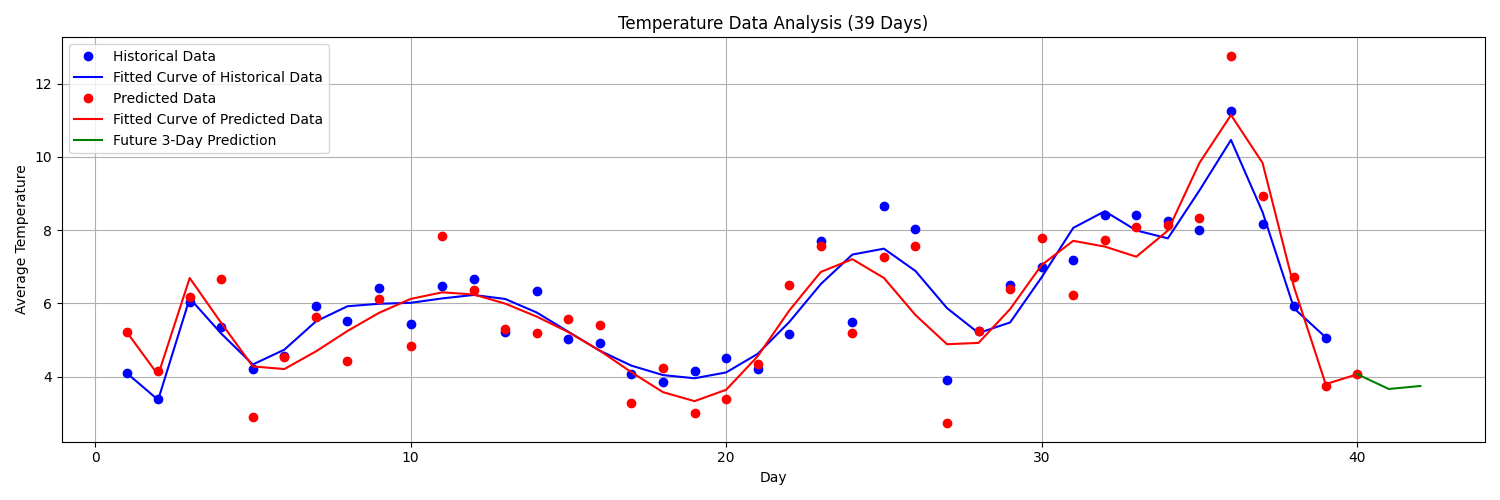 Temperature Data Analysis (39 Days)
Historical Data
Fitted Curve of Historical Data
Predicted Data
Fitted Curve of Predicted Data
Future 3-Day Prediction
Average Temperature
12
10
8
6
4
0
10
20
30
40
Day